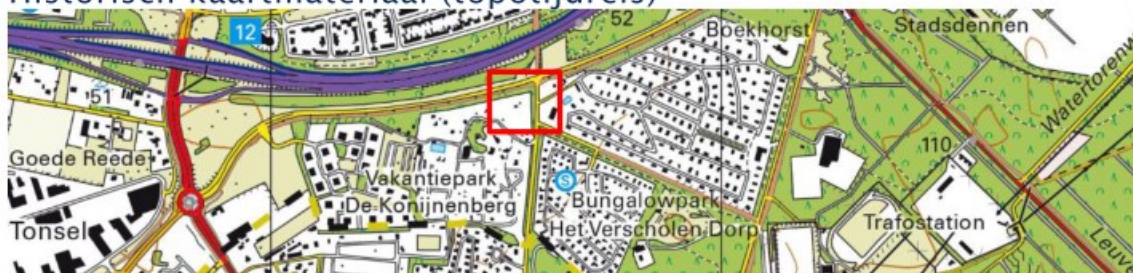 Historisch kaartmateriaal (topotijdreis)
12
52
Boekhorst
Stadsdennen
51
Goede Reede
Vakantiepark
De Konijnenberg
S
Bungalowpark
Het Verscholen Dorp
110
Trafostation
Tonsel
Leuv